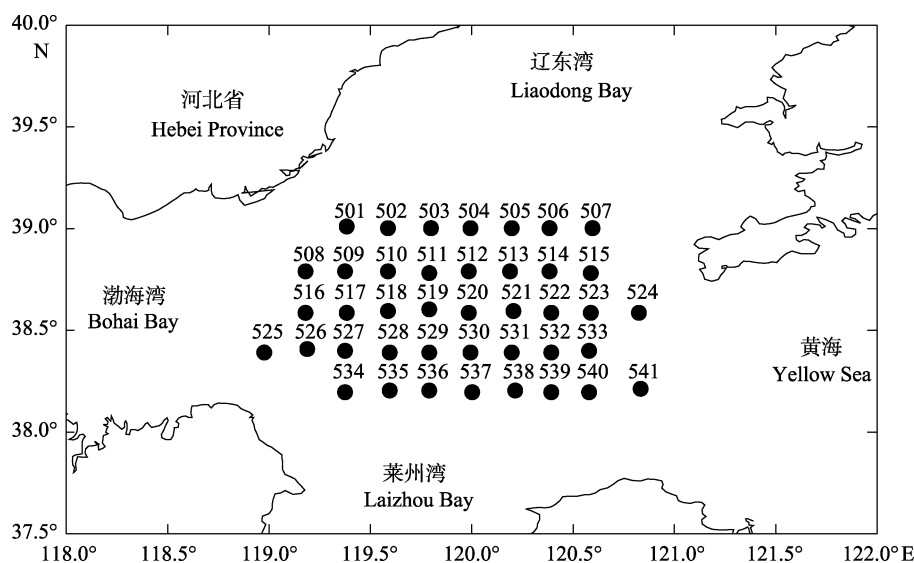 40.0°
N
辽东湾
Liaodong Bay
河北省
Hebei Province
39.5°
501 502 503 504 505 506 507
39.0°
508 509 510 511 512 513 514 515
渤海湾
Bohai Bay
516 517 518 519 520 521 522 523 524
38.5°
525 526 527 528 529 530 531 532 533
黄海
Yellow Sea
534 535 536 537 538 539 540 541
38.0°
莱州湾
Laizhou Bay
37.5°
118.0° 118.5° 119.0° 119.5° 120.0° 120.5° 121.0° 121.5° 122.0° E